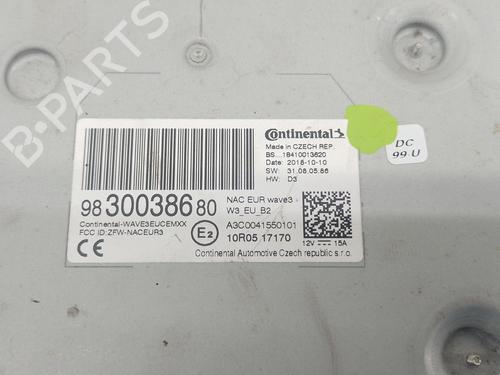 B-PARTS
Continental
Made in CZECH REP.
BS...18410013620
Date: 2018-10-10
SW: 31.08.05.86
HW: D3
DC
99-U
98 300386 80
NAC EUR wave3
W3_EU_B2
Continental-WAVE3EUCEMXX
FCC ID:ZFW-NACEUR3
A3C0041550101
CE
E2
10R05 17170
12V 15A
Continental Automotive Czech republic s.r.o.